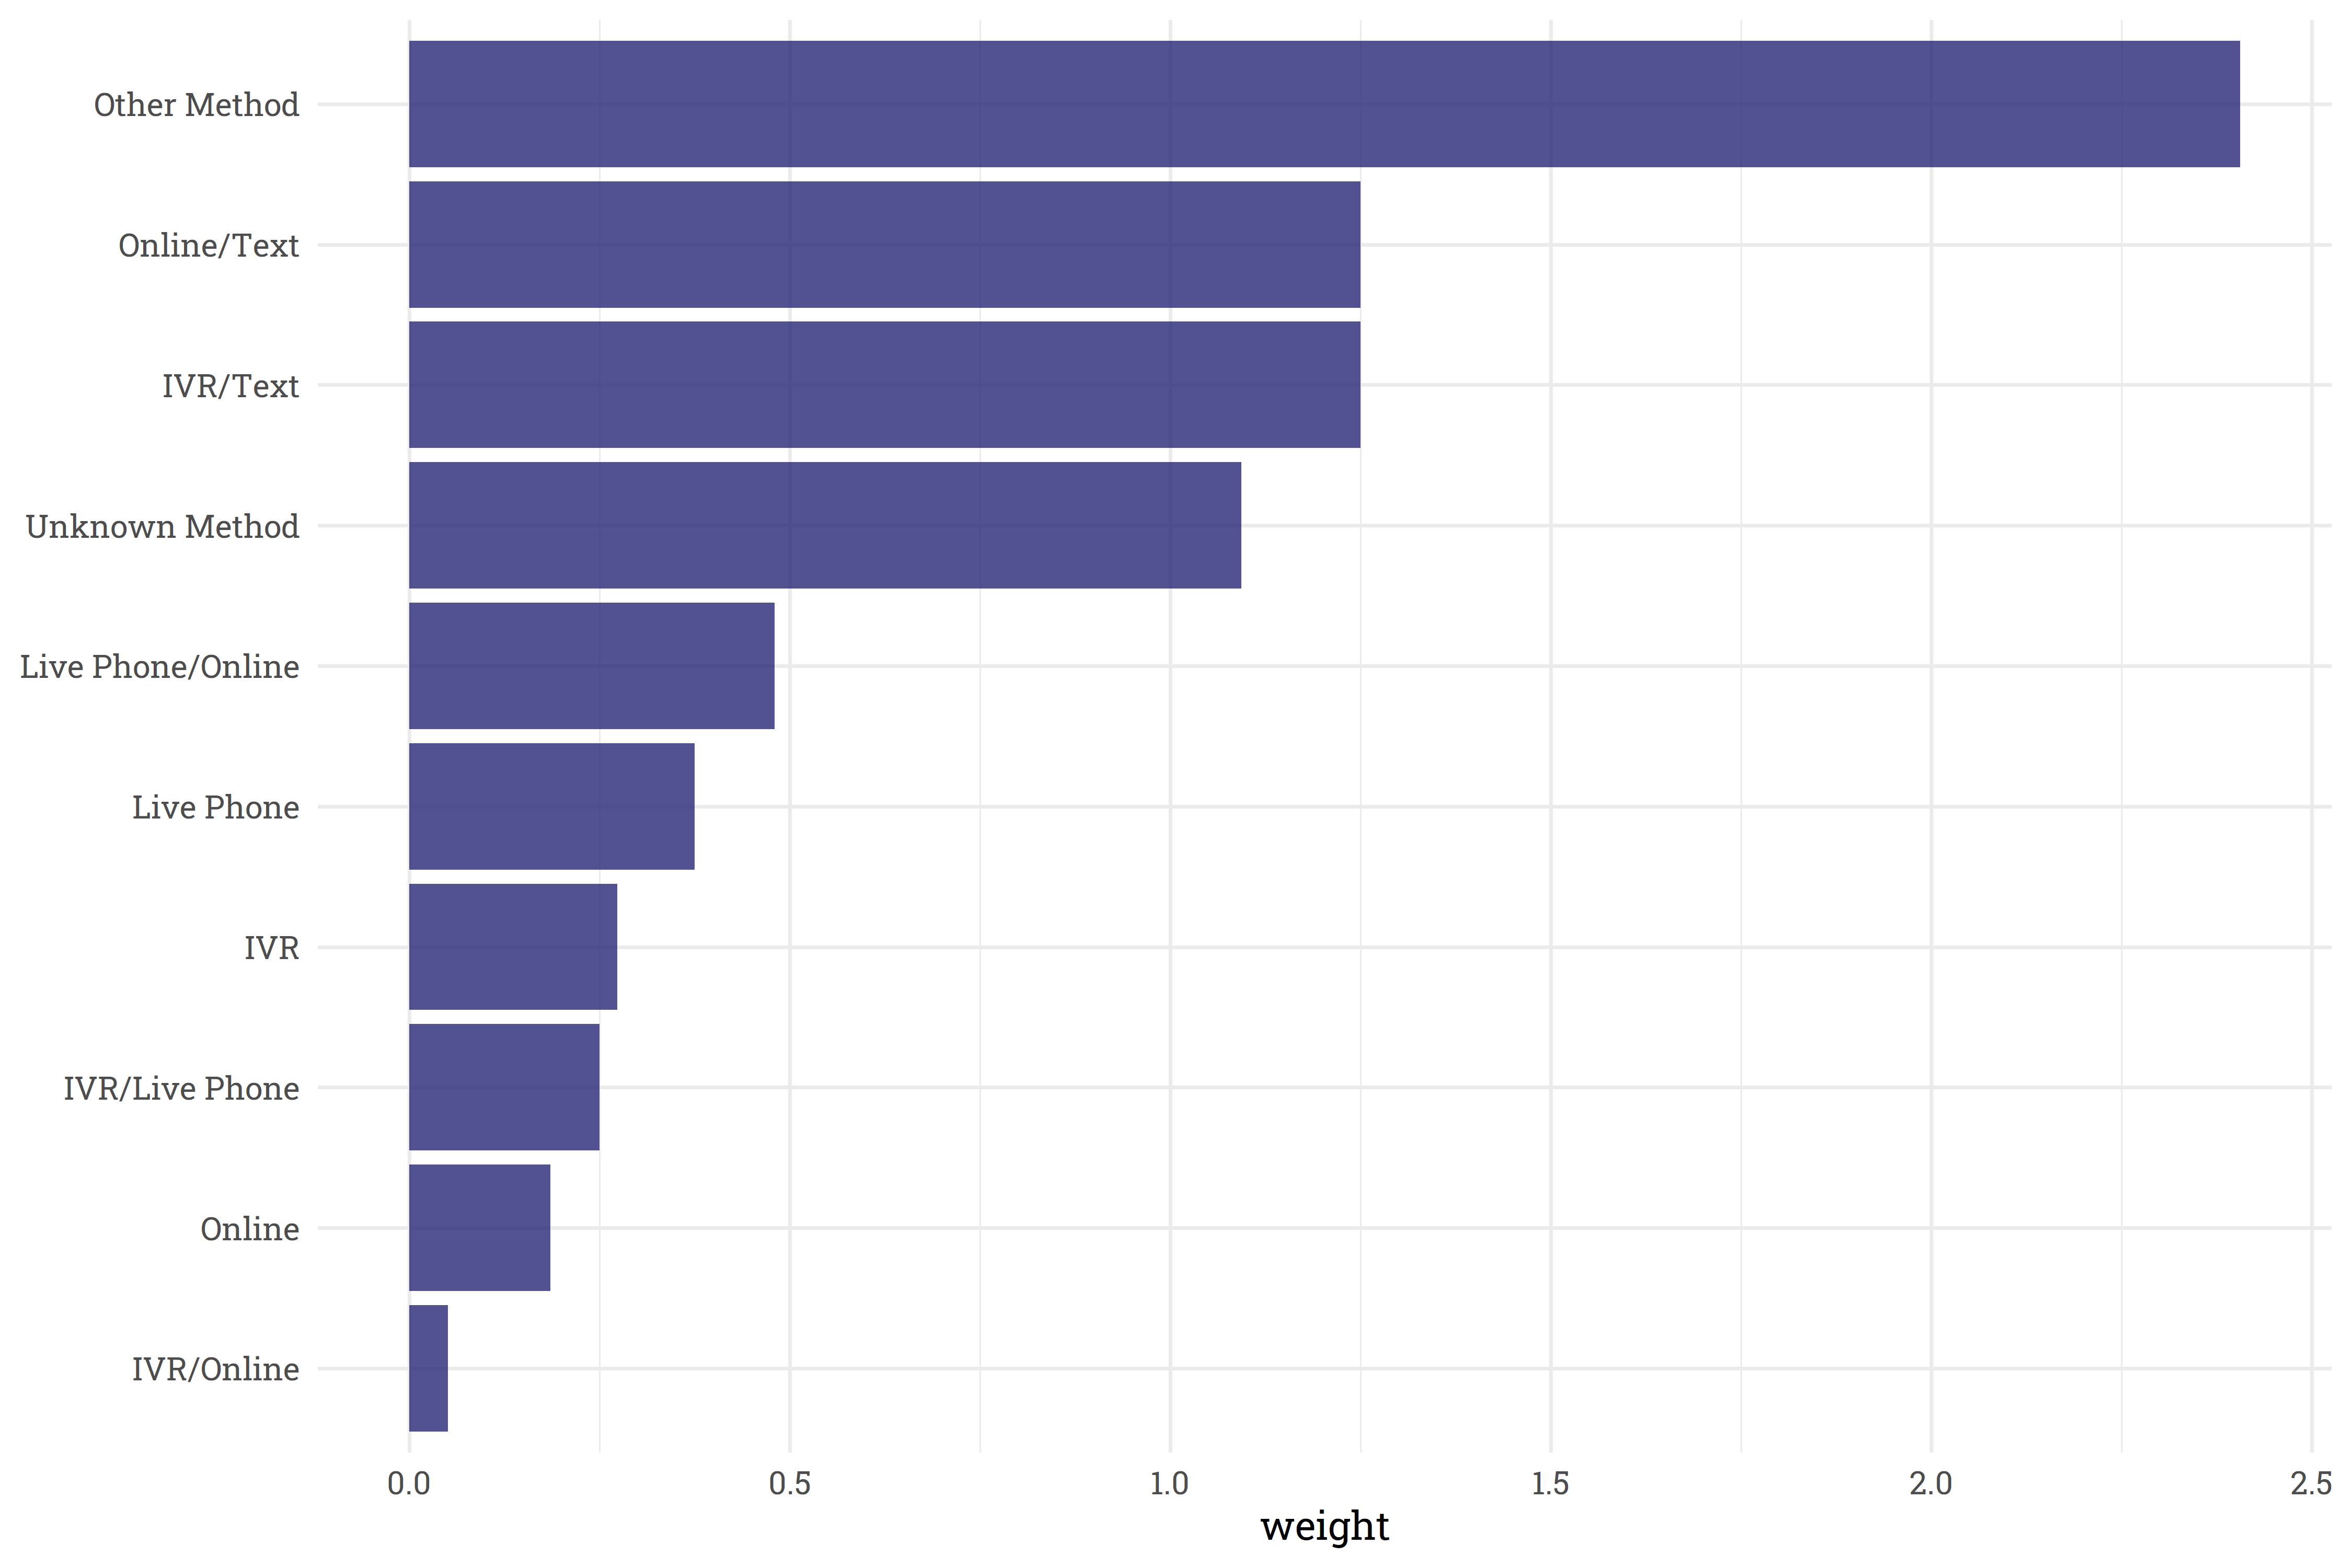 Other Method
Online/Text
IVR/Text
Unknown Method
Live Phone/Online
Live Phone
IVR
IVR/Live Phone
Online
IVR/Online
0.0 0.5 1.0 1.5 2.0 2.5
weight